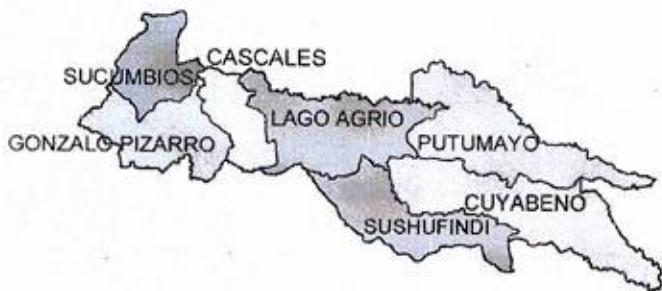 CASCALES
SUCUMBIOS
LAGO AGRIO
GONZALO PIZARRO
PUTUMAYO
CUYABENO
SUSHUFINDI